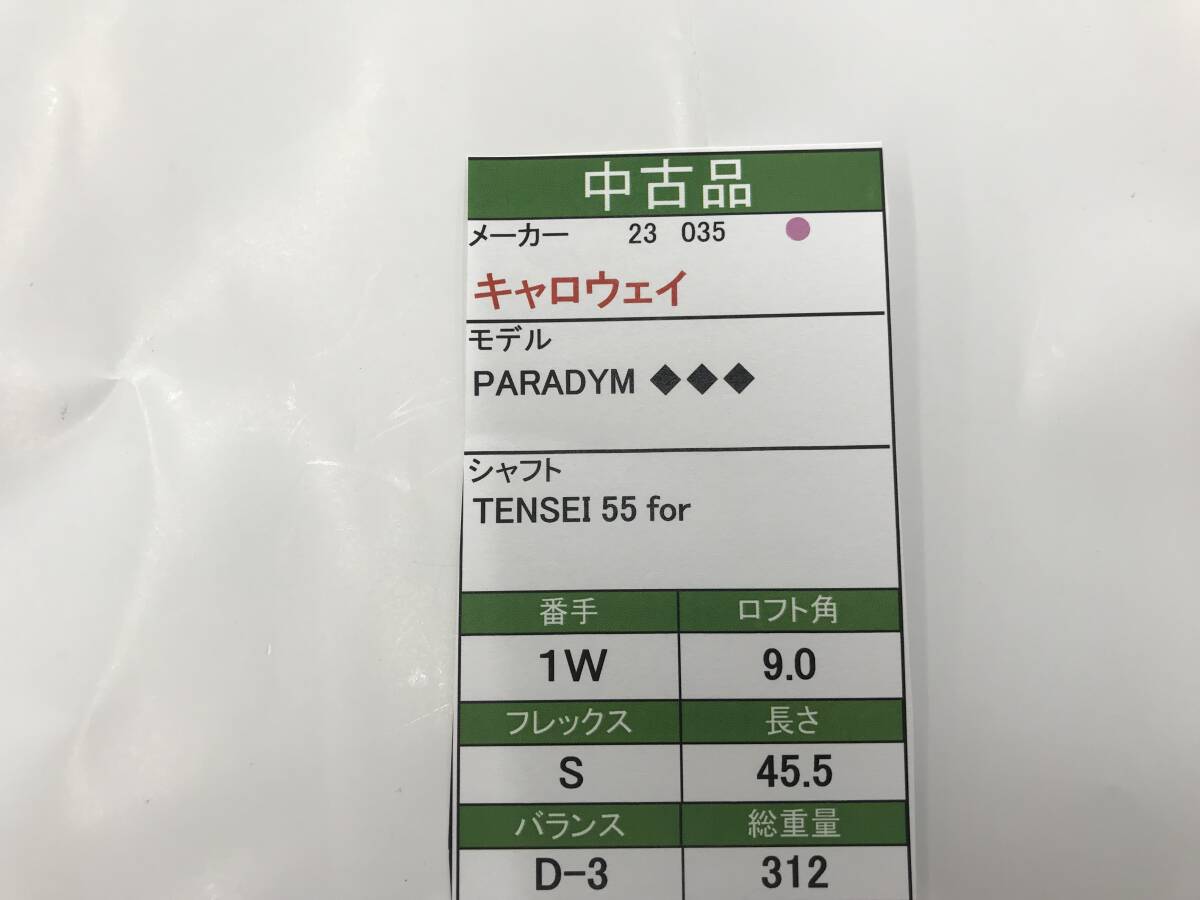 中古品
メーカー 23 035
キャロウェイ
モデル
PARADYM ◆◆◆
シャフト
TENSEI 55 for
番手 ロフト角
1W 9.0
フレックス 長さ
S 45.5
バランス 総重量
D-3 312